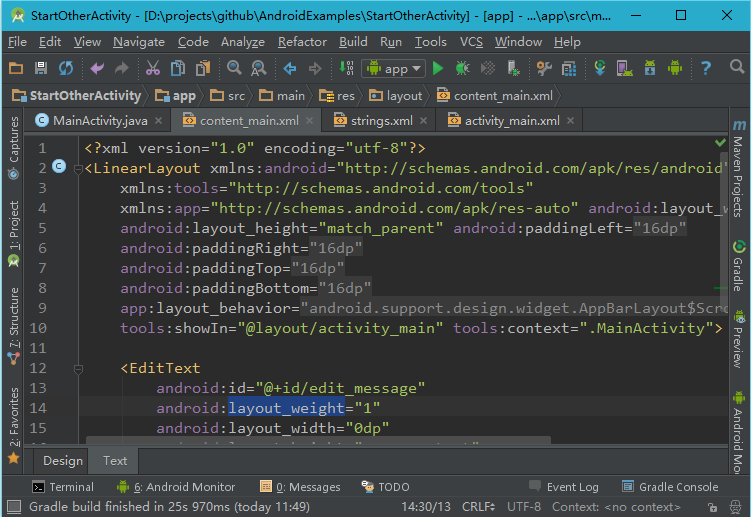 StartOtherActivity - [D:\projects\github\AndroidExamples\StartOtherActivity] - [app] - ...\app\src\m...
File Edit View Navigate Code Analyze Refactor Build Run Tools VCS Window Help
app
StartOtherActivity app src main res layout content_main.xml
MainActivity.java content_main.xml strings.xml activity_main.xml
Captures
1: Project
7: Structure
2: Favorites
1 <?xml version="1.0" encoding="utf-8"?>
2 <LinearLayout xmlns:android="http://schemas.android.com/apk/res/android"
3 xmlns:tools="http://schemas.android.com/tools"
4 xmlns:app="http://schemas.android.com/apk/res-auto" android:layout_w
5 android:layout_height="match_parent" android:paddingLeft="16dp"
6 android:paddingRight="16dp"
7 android:paddingTop="16dp"
8 android:paddingBottom="16dp"
9 app:layout_behavior="android.support.design.widget.AppBarLayout$Scro
10 tools:showIn="@layout/activity_main" tools:context=".MainActivity">
11
12 <EditText
13 android:id="@+id/edit_message"
14 android:layout_weight="1"
15 android:layout_width="0dp"
Maven Projects
Gradle
Preview
Android Mo
Design Text
Terminal 6: Android Monitor 0: Messages TODO Event Log Gradle Console
Gradle build finished in 25s 970ms (today 11:49) 14:30/13 CRLF UTF-8 Context: <no context>